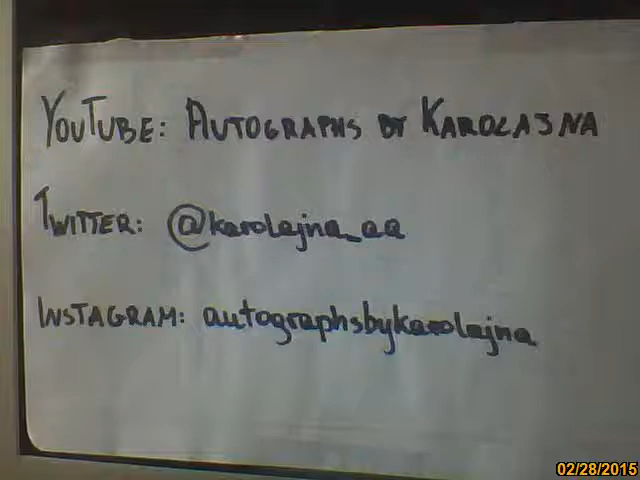 YOUTUBE: AUTOGRAPHS BY KAROLAJNA
TWITTER: @karolajna_aa
INSTAGRAM: autographsbykarolajna
02/28/2015